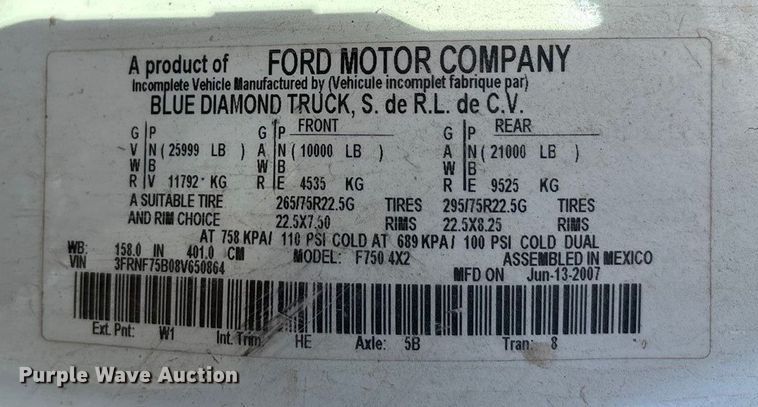 A product of FORD MOTOR COMPANY
Incomplete Vehicle Manufactured by (Vehicule incomplet fabrique par)
BLUE DIAMOND TRUCK, S. de R.L. de C.V.
G P G P FRONT G P REAR
V N ( 25999 LB ) A N ( 10000 LB ) A N ( 21000 LB )
W B W B W B
R V 11792 KG R E 4535 KG R E 9525 KG
A SUITABLE TIRE 265/75R22.5G TIRES 295/75R22.5G TIRES
AND RIM CHOICE 22.5X7.50 RIMS 22.5X8.25 RIMS
AT 758 KPA/ 110 PSI COLD AT 689 KPA/ 100 PSI COLD DUAL
WB: 158.0 IN 401.0 CM MODEL: F750 4X2 ASSEMBLED IN MEXICO
VIN 3FRNF75B08V650864 MFD ON Jun-13-2007
Ext. Pnt: W1 Int. Trim: HE Axle: 5B Tran: 8
Purple Wave Auction